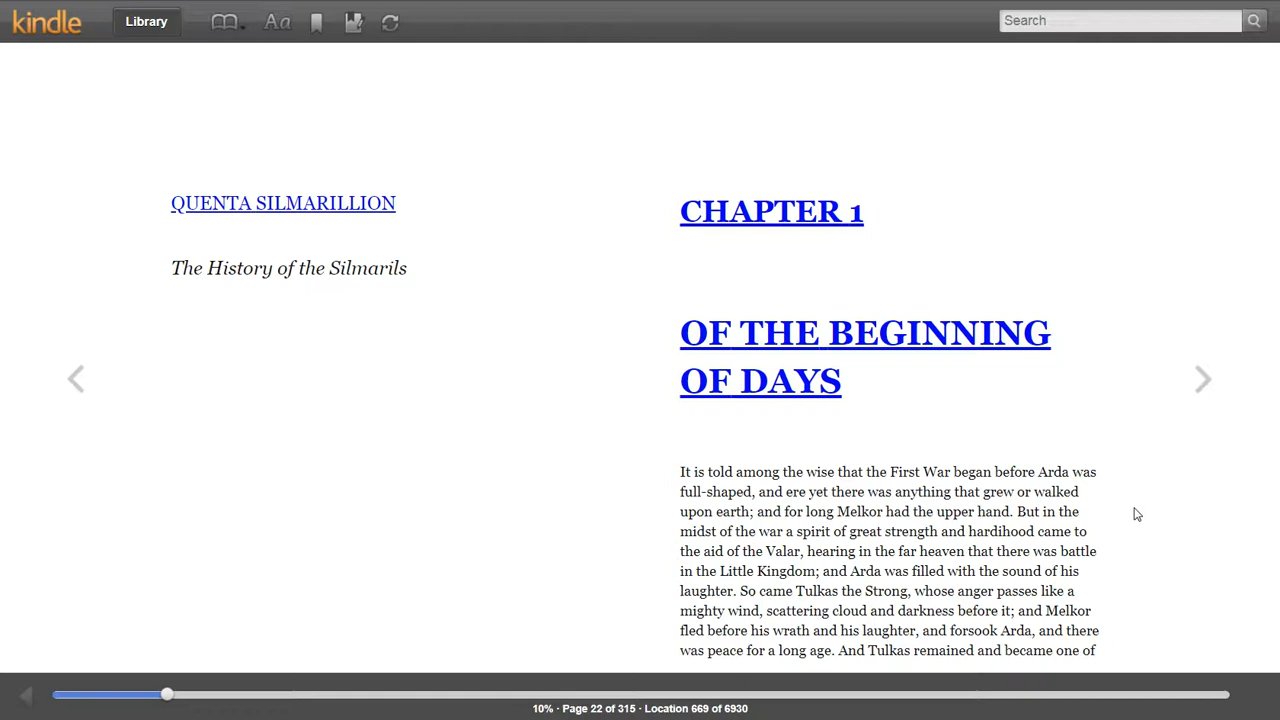 kindle
Library
Aa
Search
QUENTA SILMARILLION
The History of the Silmarils
CHAPTER 1
OF THE BEGINNING
OF DAYS
It is told among the wise that the First War began before Arda was
full-shaped, and ere yet there was anything that grew or walked
upon earth; and for long Melkor had the upper hand. But in the
midst of the war a spirit of great strength and hardihood came to
the aid of the Valar, hearing in the far heaven that there was battle
in the Little Kingdom; and Arda was filled with the sound of his
laughter. So came Tulkas the Strong, whose anger passes like a
mighty wind, scattering cloud and darkness before it; and Melkor
fled before his wrath and his laughter, and forsook Arda, and there
was peace for a long age. And Tulkas remained and became one of
10% · Page 22 of 315 · Location 669 of 6930